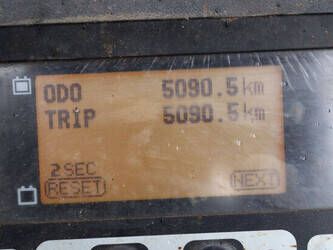 ODO 5090.5km
TRIP 5090.5km
2SEC
RESET NEXT